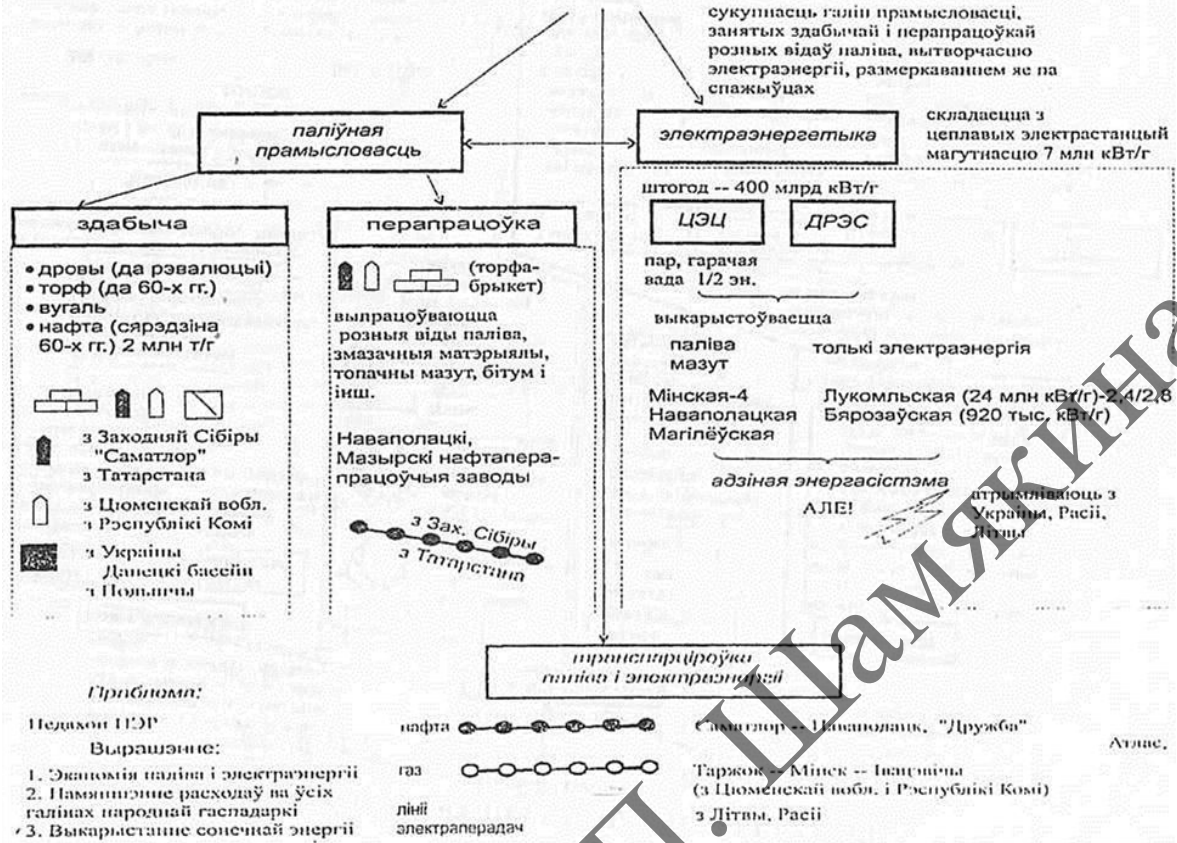 сукупнасць галін прамысловасці,
занятых здабычай і перапрацоўкай
розных відаў паліва, вытворчасцю
электраэнергіі, размеркаваннем яе па
спажыўцах
паліўная
прамысловасць
электраэнергетыка
складаецца з
цеплавых электрастанцый
магутнасцю 7 млн кВт/г
здабыча
• дровы (да рэвалюцыі)
• торф (да 60-х гг.)
• вугаль
• нафта (сярэдзіна
60-х гг.) 2 млн т/г
з Заходняй Сібіры
"Саматлор"
з Татарстана
з Цюменскай вобл.
з Рэспублікі Комі
з Украіны
Данецкі басейн
з Польшчы
перапрацоўка
(торфа-
брыкет)
выпрацоўваюцца
розныя віды паліва,
змазачныя матэрыялы,
топачны мазут, бітум і
інш.
Наваполацкі,
Мазырскі нафтапера-
працоўчыя заводы
з Зах. Сібіры
з Татарстана
штогод -- 400 млрд кВт/г
ЦЭЦ
ДРЭС
пар, гарачая
вада 1/2 эн.
выкарыстоўваецца
паліва
мазут
толькі электраэнергія
Мінская-4
Наваполацкая
Магілёўская
Лукомльская (24 млн кВт/г)-2,4/2,8
Бярозаўская (920 тыс. кВт/г)
адзіная энергасістэма
АЛЕ!
атрымліваюць з
Украіны, Расіі,
Літвы
транспарціроўка
паліва і электраэнергіі
Праблема:
Недахоп ПЭР
Вырашэнне:
1. Эканомія паліва і электраэнергіі
2. Памяншэнне расходаў ва ўсіх
галінах народнай гаспадаркі
3. Выкарыстанне сонечнай энергіі
нафта
Саматлор -- Наваполацк, "Дружба"
Атлас,
газ
Таржок -- Мінск -- Івацэвічы
(з Цюменскай вобл. і Рэспублікі Комі)
лініі
электраперадач
з Літвы, Расіі
П. Шамякина